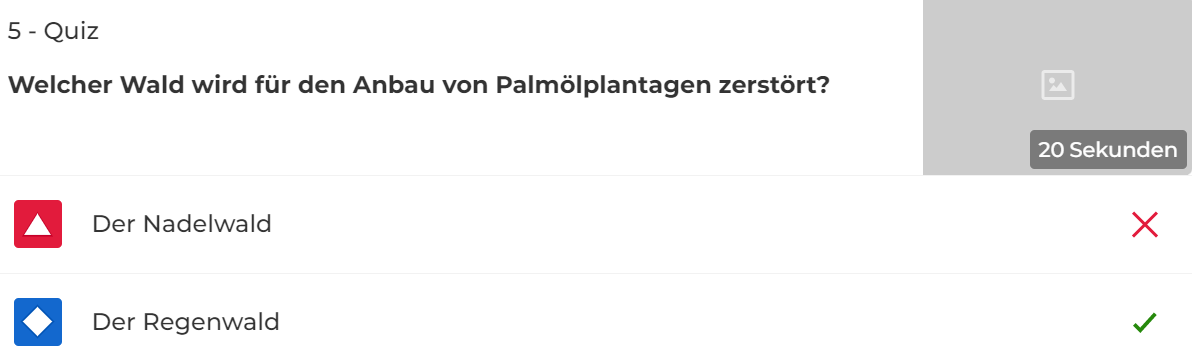 5 - Quiz
Welcher Wald wird für den Anbau von Palmölplantagen zerstört?
20 Sekunden
Der Nadelwald
Der Regenwald